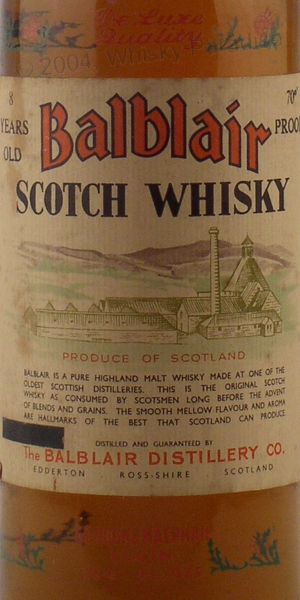 De Luxe
Quality
2004, Whisky
8 YEARS OLD
Balblair
70° PROOF
SCOTCH WHISKY
PRODUCE OF SCOTLAND
BALBLAIR IS A PURE HIGHLAND MALT WHISKY MADE AT ONE OF THE
OLDEST SCOTTISH DISTILLERIES. THIS IS THE ORIGINAL SCOTCH
WHISKY AS CONSUMED BY SCOTSMEN LONG BEFORE THE ADVENT
OF BLENDS AND GRAINS. THE SMOOTH MELLOW FLAVOUR AND AROMA
ARE HALLMARKS OF THE BEST THAT SCOTLAND CAN PRODUCE.
DISTILLED AND GUARANTEED BY
The BALBLAIR DISTILLERY CO.
EDDERTON ROSS-SHIRE SCOTLAND